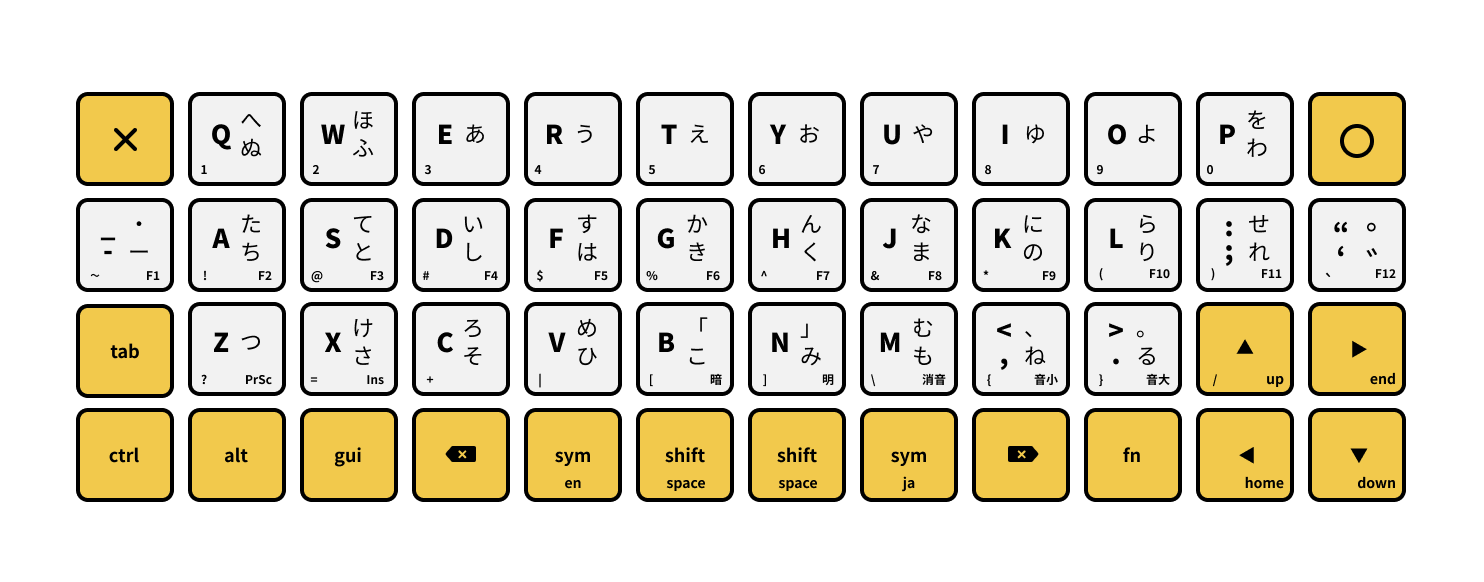 × Q へ ぬ 1 W ほ ふ 2 E あ 3 R う 4 T え 5 Y お 6 U や 7 I ゆ 8 O よ 9 P を わ 0 ○
_ - ・ ー ~ F1 A た ち ! F2 S て と @ F3 D い し # F4 F す は $ F5 G か き % F6 H ん く ^ F7 J な ま & F8 K に の * F9 L ら り ( F10 : ; せ れ ) F11 “ ‘ ゜ ゛ 、 F12
tab Z つ ? PrSc X け さ = Ins C ろ そ + V め ひ | B 「 こ [ 暗 N 」 み ] 明 M む も \ 消音 < , 、 ね { 音小 > . 。 る } 音大 ▲ / up ▶ end
ctrl alt gui ⌫ sym en shift space shift space sym ja ⌦ fn ◀ home ▼ down